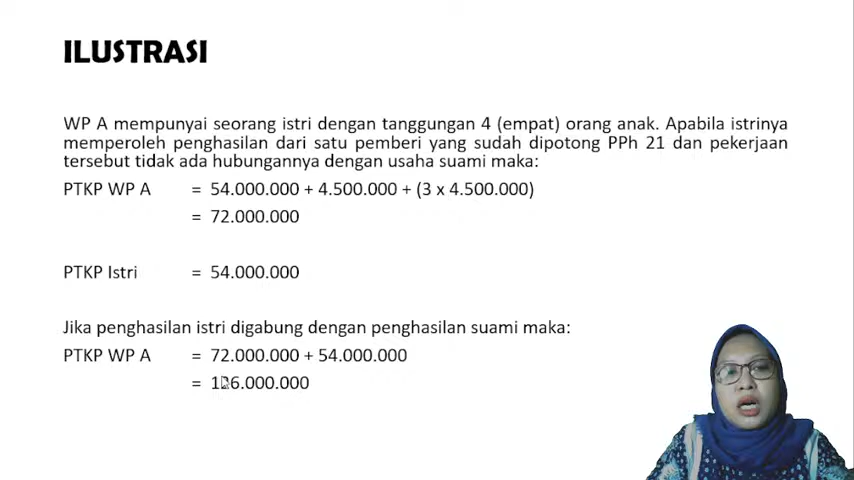 ILUSTRASI
WP A mempunyai seorang istri dengan tanggungan 4 (empat) orang anak. Apabila istrinya
memperoleh penghasilan dari satu pemberi yang sudah dipotong PPh 21 dan pekerjaan
tersebut tidak ada hubungannya dengan usaha suami maka:
PTKP WP A = 54.000.000 + 4.500.000 + (3 x 4.500.000)
= 72.000.000
PTKP Istri = 54.000.000
Jika penghasilan istri digabung dengan penghasilan suami maka:
PTKP WP A = 72.000.000 + 54.000.000
= 126.000.000